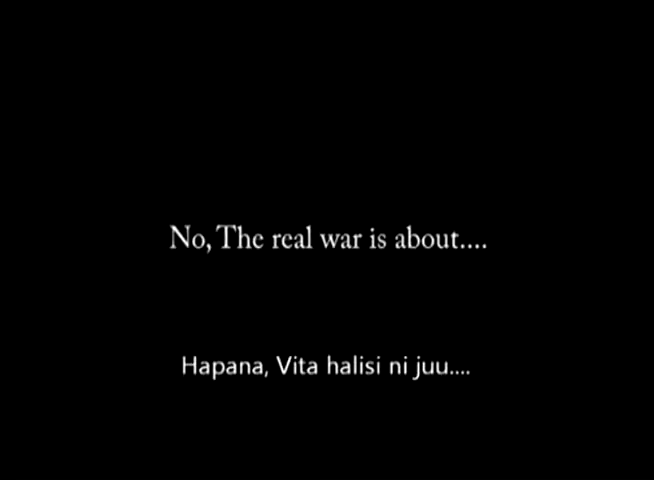 No, The real war is about....
Hapana, Vita halisi ni juu....